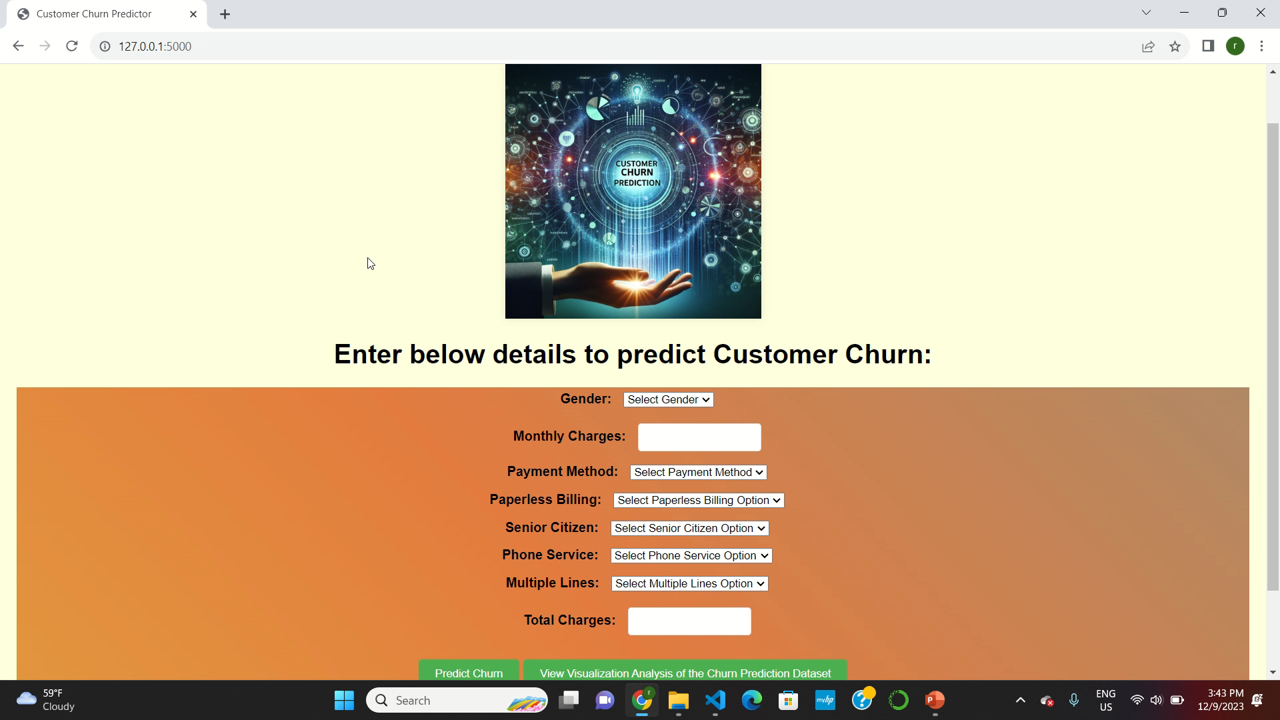 Customer Churn Predictor
127.0.0.1:5000
r
CUSTOMER
CHURN
PREDICTION
Enter below details to predict Customer Churn:
Gender: Select Gender
Monthly Charges:
Payment Method: Select Payment Method
Paperless Billing: Select Paperless Billing Option
Senior Citizen: Select Senior Citizen Option
Phone Service: Select Phone Service Option
Multiple Lines: Select Multiple Lines Option
Total Charges:
Predict Churn View Visualization Analysis of the Churn Prediction Dataset
59°F
Cloudy
Search
ENG
US
3:43 PM
12/9/2023